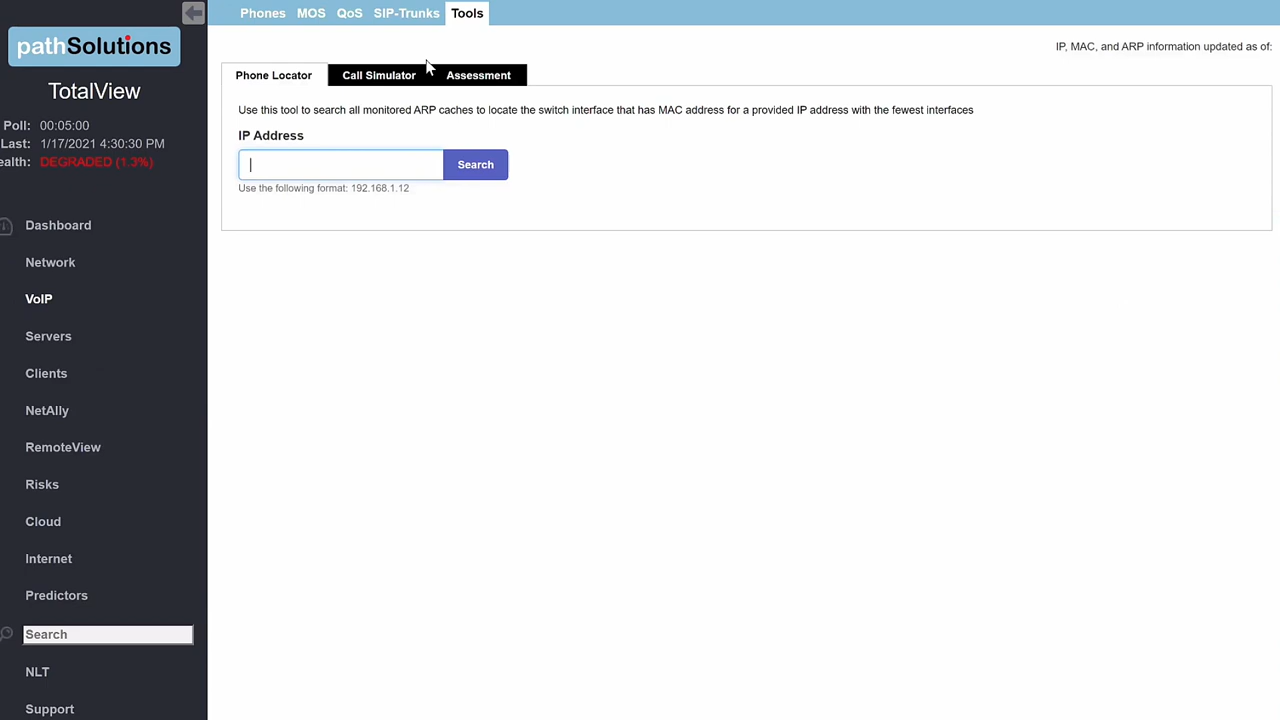 pathSolutions
TotalView
Poll: 00:05:00
Last: 1/17/2021 4:30:30 PM
ealth: DEGRADED (1.3%)
Dashboard
Network
VoIP
Servers
Clients
NetAlly
RemoteView
Risks
Cloud
Internet
Predictors
Search
NLT
Support
Phones MOS QoS SIP-Trunks Tools
IP, MAC, and ARP information updated as of:
Phone Locator Call Simulator Assessment
Use this tool to search all monitored ARP caches to locate the switch interface that has MAC address for a provided IP address with the fewest interfaces
IP Address
Search
Use the following format: 192.168.1.12